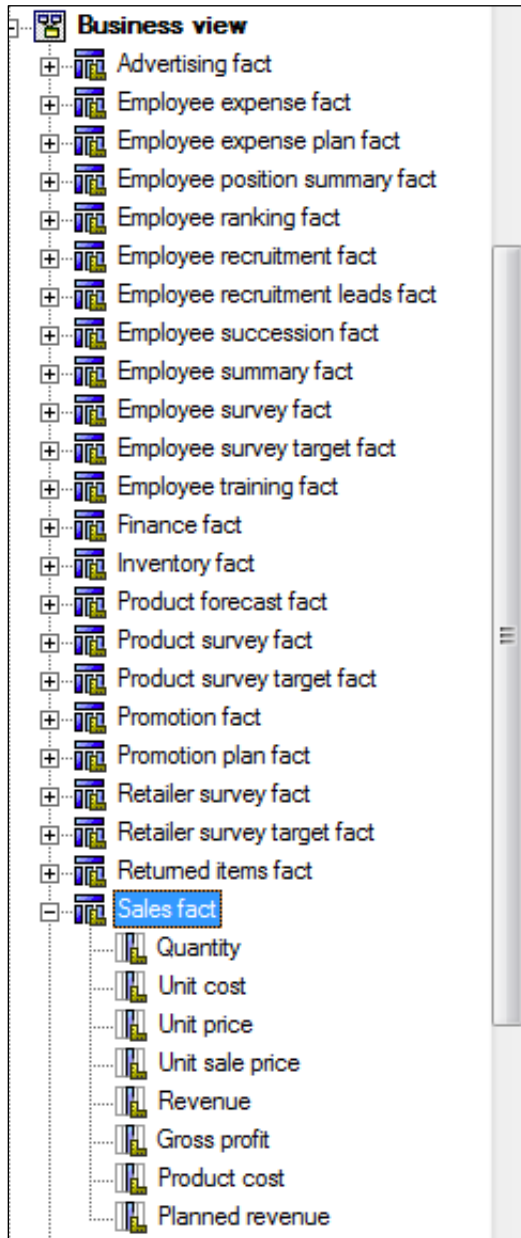 Business view
Advertising fact
Employee expense fact
Employee expense plan fact
Employee position summary fact
Employee ranking fact
Employee recruitment fact
Employee recruitment leads fact
Employee succession fact
Employee summary fact
Employee survey fact
Employee survey target fact
Employee training fact
Finance fact
Inventory fact
Product forecast fact
Product survey fact
Product survey target fact
Promotion fact
Promotion plan fact
Retailer survey fact
Retailer survey target fact
Returned items fact
Sales fact
Quantity
Unit cost
Unit price
Unit sale price
Revenue
Gross profit
Product cost
Planned revenue